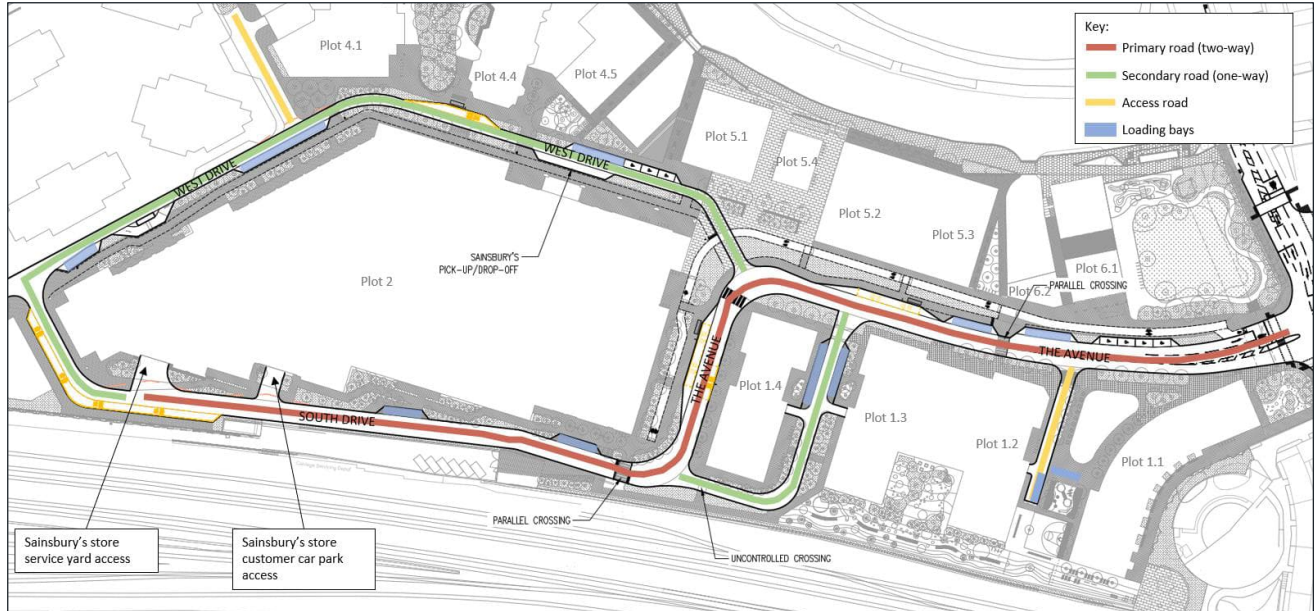 Key:
Primary road (two-way)
Secondary road (one-way)
Access road
Loading bays
Plot 4.1
Plot 4.4
Plot 4.5
Plot 5.1
Plot 5.4
Plot 5.2
Plot 5.3
Plot 6.1
Plot 6.2
WEST DRIVE
WEST DRIVE
SAINSBURY'S
PICK-UP/DROP-OFF
Plot 2
PARALLEL CROSSING
THE AVENUE
THE AVENUE
Plot 1.4
Plot 1.3
Plot 1.2
Plot 1.1
SOUTH DRIVE
PARALLEL CROSSING
UNCONTROLLED CROSSING
Sainsbury's store
service yard access
Sainsbury's store
customer car park
access